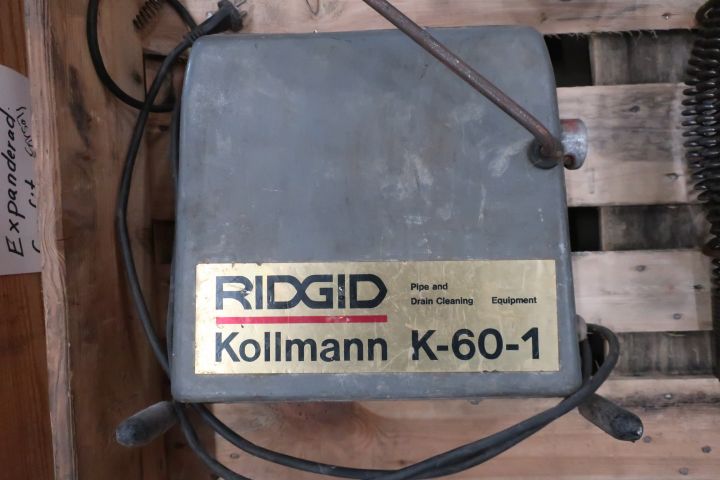 RIDGID
Pipe and
Drain Cleaning Equipment
Kollmann K-60-1
Expanderad